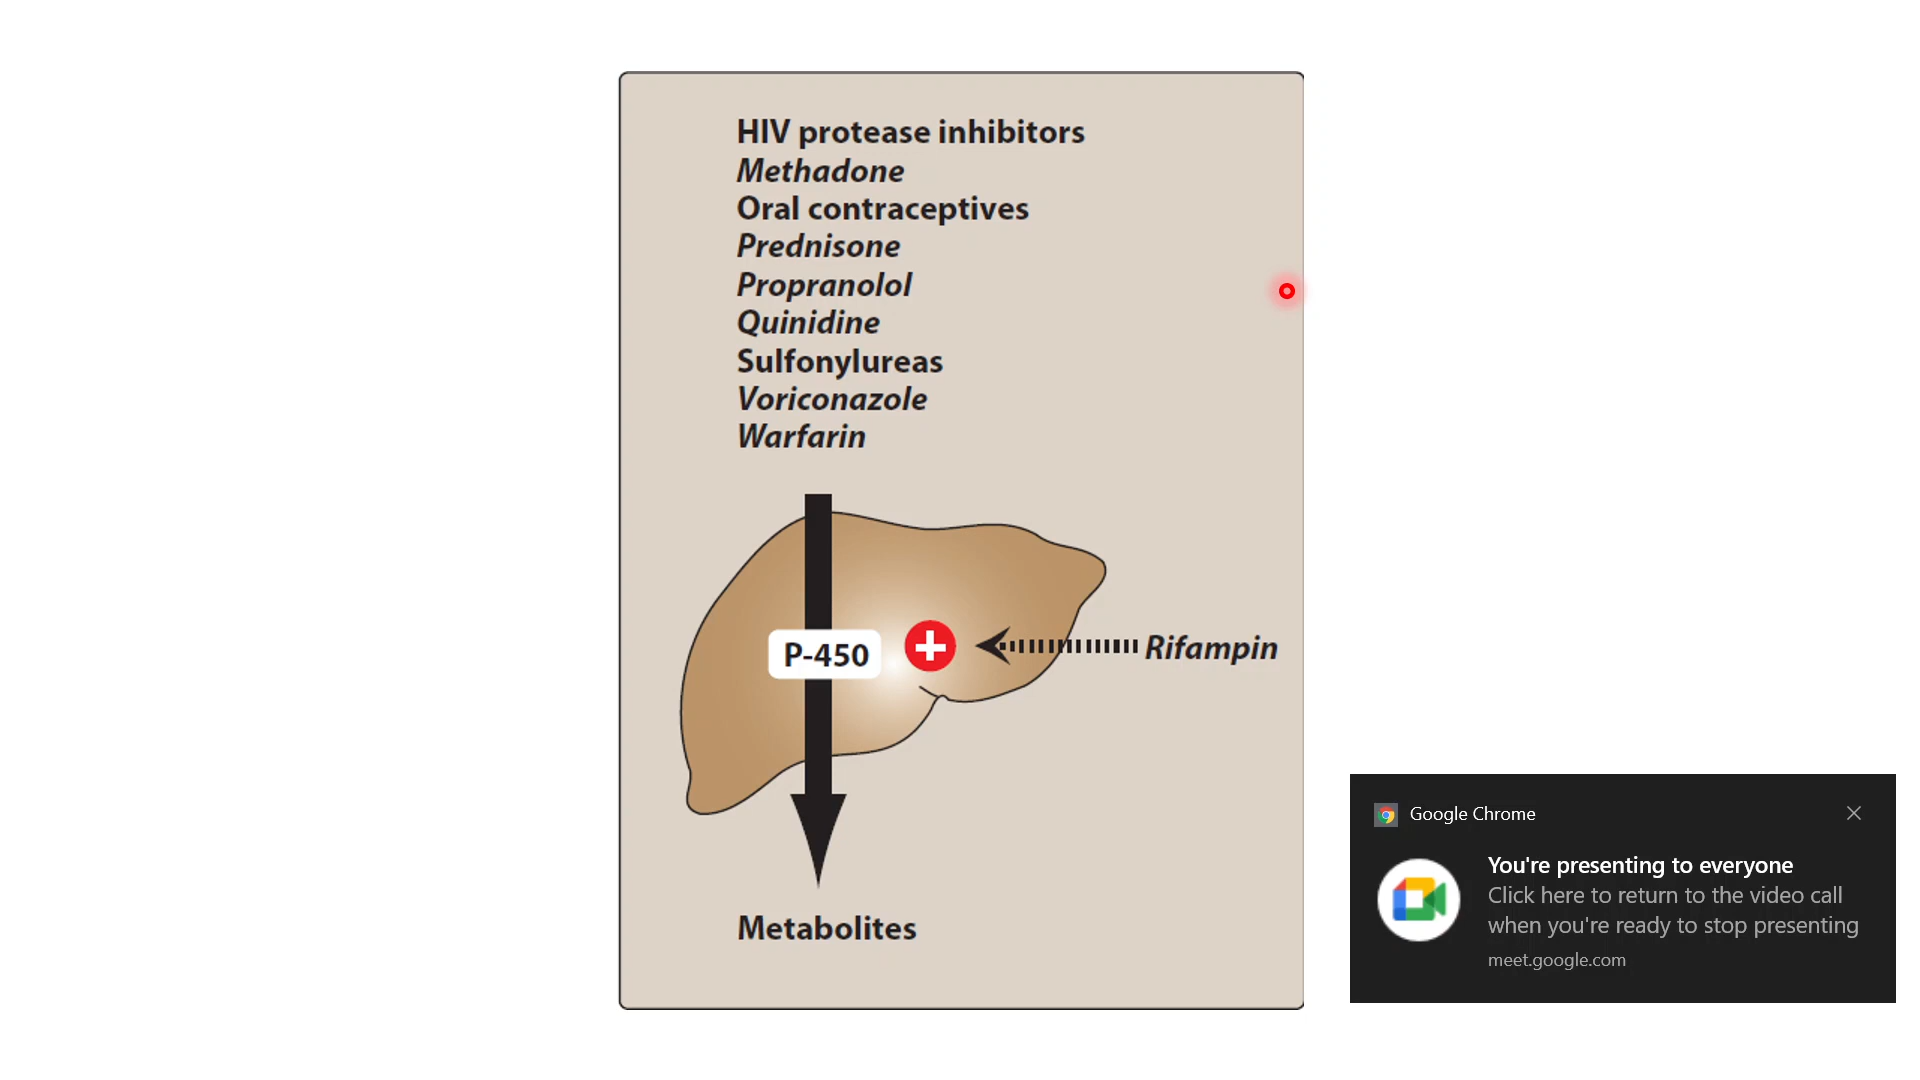 HIV protease inhibitors
Methadone
Oral contraceptives
Prednisone
Propranolol
Quinidine
Sulfonylureas
Voriconazole
Warfarin
P-450
Rifampin
Metabolites
Google Chrome
You're presenting to everyone
Click here to return to the video call
when you're ready to stop presenting
meet.google.com